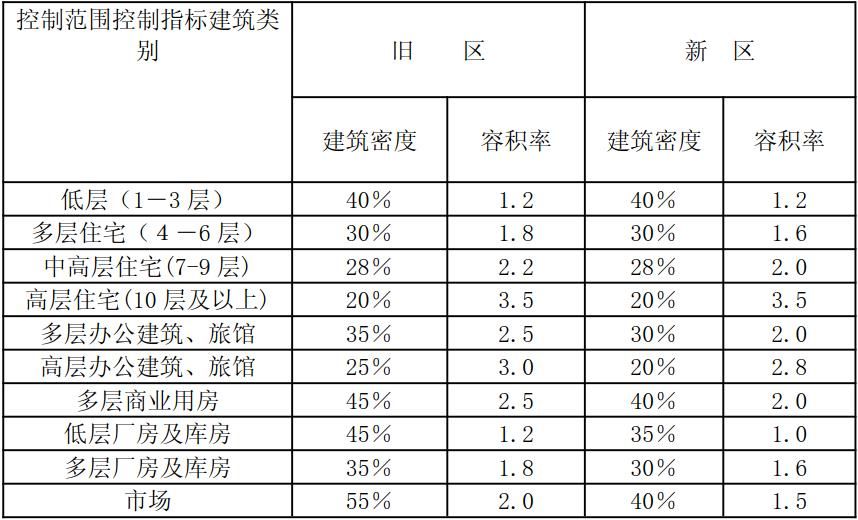 控制范围控制指标建筑类
别
旧 区 新 区
建筑密度 容积率 建筑密度 容积率
低层（1－3层） 40% 1.2 40% 1.2
多层住宅（４－6层） 30% 1.8 30% 1.6
中高层住宅(7-9层) 28% 2.2 28% 2.0
高层住宅(10层及以上) 20% 3.5 20% 3.5
多层办公建筑、旅馆 35% 2.5 30% 2.0
高层办公建筑、旅馆 25% 3.0 20% 2.8
多层商业用房 45% 2.5 40% 2.0
低层厂房及库房 45% 1.2 35% 1.0
多层厂房及库房 35% 1.8 30% 1.6
市场 55% 2.0 40% 1.5